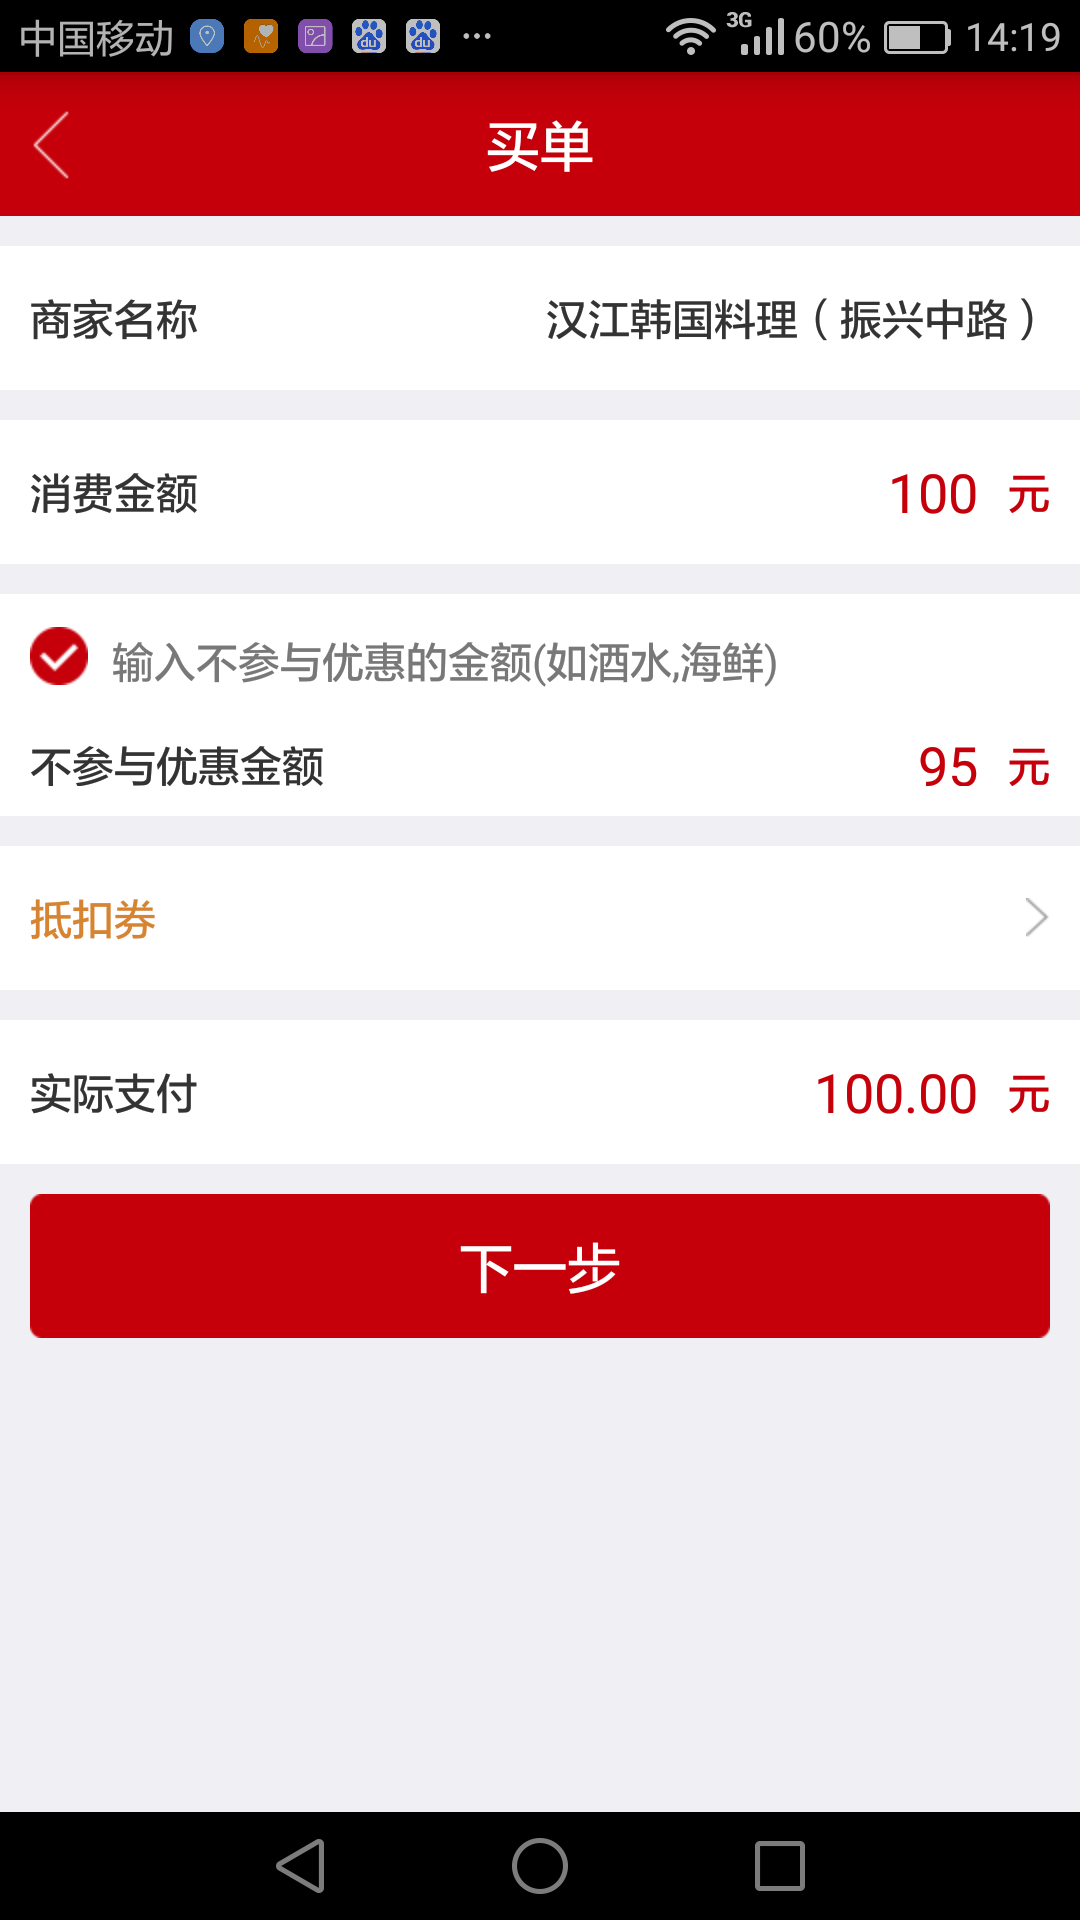 中国移动 ... 3G 60% 14:19
买单
商家名称 汉江韩国料理（振兴中路）
消费金额 100 元
输入不参与优惠的金额(如酒水,海鲜)
不参与优惠金额 95 元
抵扣券
实际支付 100.00 元
下一步